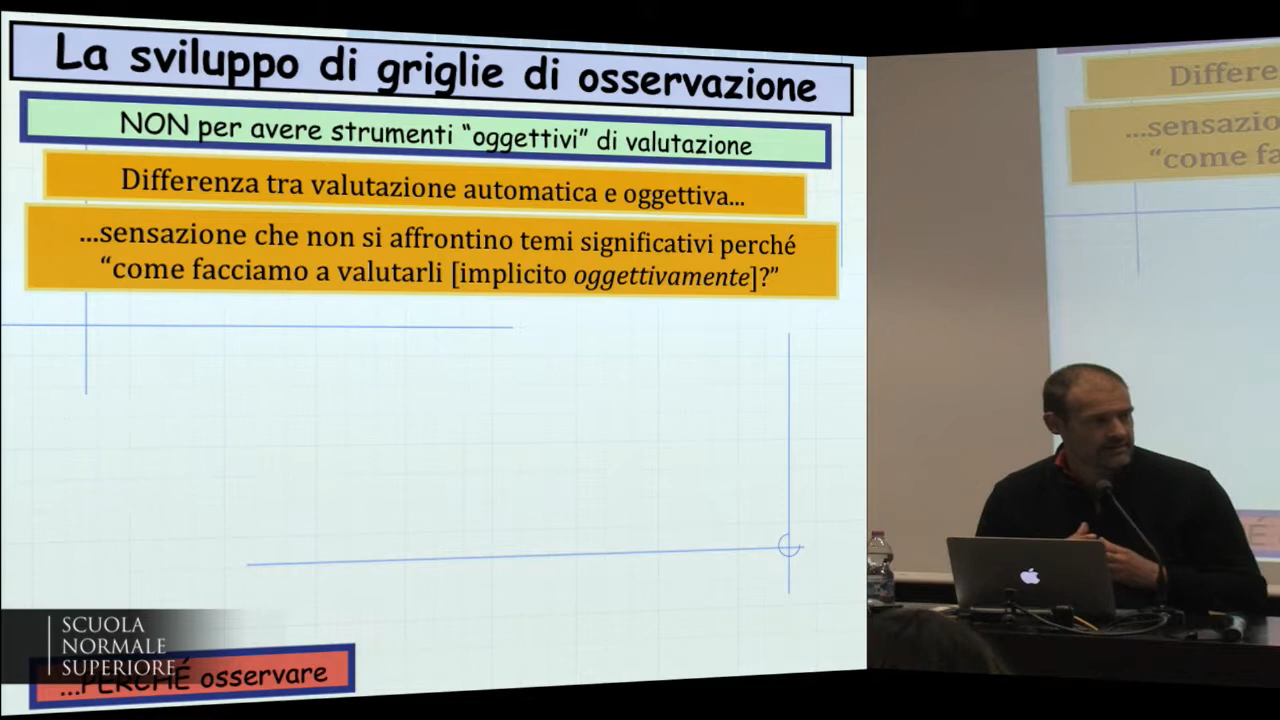 La sviluppo di griglie di osservazione
NON per avere strumenti “oggettivi” di valutazione
Differenza tra valutazione automatica e oggettiva...
...sensazione che non si affrontino temi significativi perché
“come facciamo a valutarli [implicito oggettivamente]?”
Differe
...sensazio
“come fa
SCUOLA
NORMALE
SUPERIORE
...PERCHÉ osservare